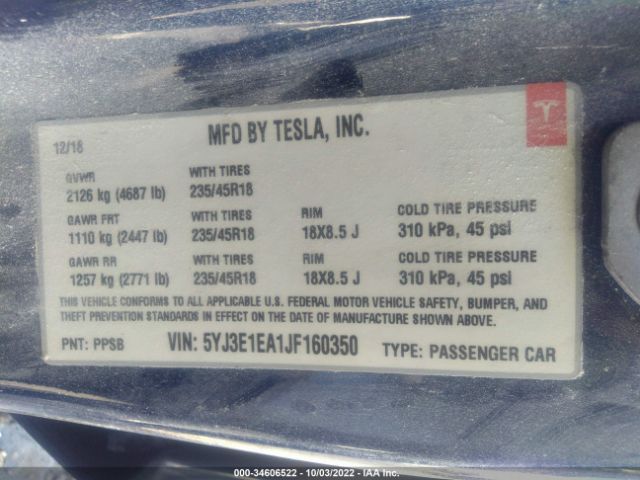 12/18 MFD BY TESLA, INC.
GVWR WITH TIRES
2126 kg (4687 lb) 235/45R18
GAWR FRT WITH TIRES RIM COLD TIRE PRESSURE
1110 kg (2447 lb) 235/45R18 18X8.5 J 310 kPa, 45 psi
GAWR RR WITH TIRES RIM COLD TIRE PRESSURE
1257 kg (2771 lb) 235/45R18 18X8.5 J 310 kPa, 45 psi
THIS VEHICLE CONFORMS TO ALL APPLICABLE U.S. FEDERAL MOTOR VEHICLE SAFETY, BUMPER, AND
THEFT PREVENTION STANDARDS IN EFFECT ON THE DATE OF MANUFACTURE SHOWN ABOVE.
PNT: PPSB VIN: 5YJ3E1EA1JF160350 TYPE: PASSENGER CAR
000-34606522 - 10/03/2022 - IAA Inc.